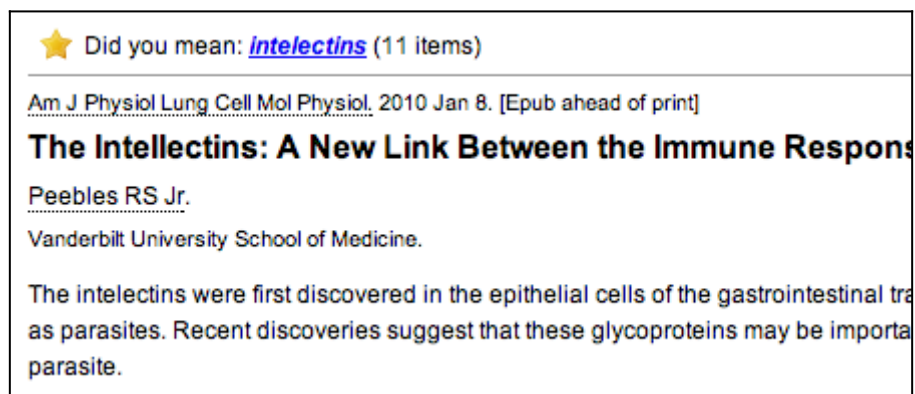 Did you mean: intelectins (11 items)
Am J Physiol Lung Cell Mol Physiol. 2010 Jan 8. [Epub ahead of print]
The Intellectins: A New Link Between the Immune Respons
Peebles RS Jr.
Vanderbilt University School of Medicine.
The intelectins were first discovered in the epithelial cells of the gastrointestinal tra
as parasites. Recent discoveries suggest that these glycoproteins may be importa
parasite.